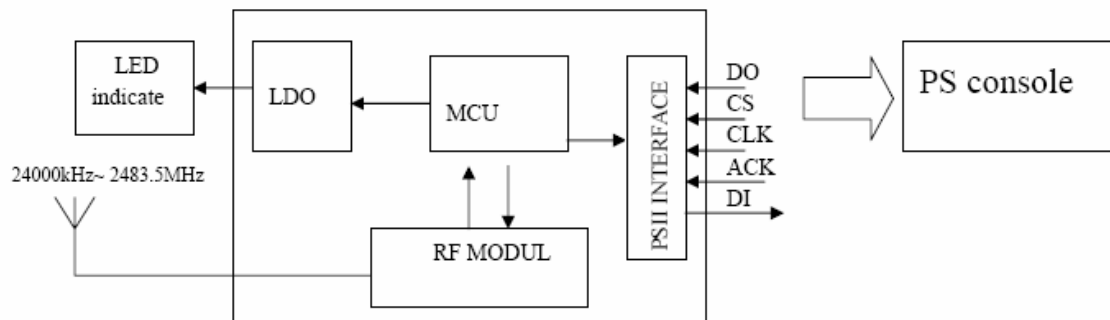 LED
indicate
LDO
MCU
PSII INTERFACE
DO
CS
CLK
ACK
DI
PS console
24000kHz~ 2483.5MHz
RF MODUL